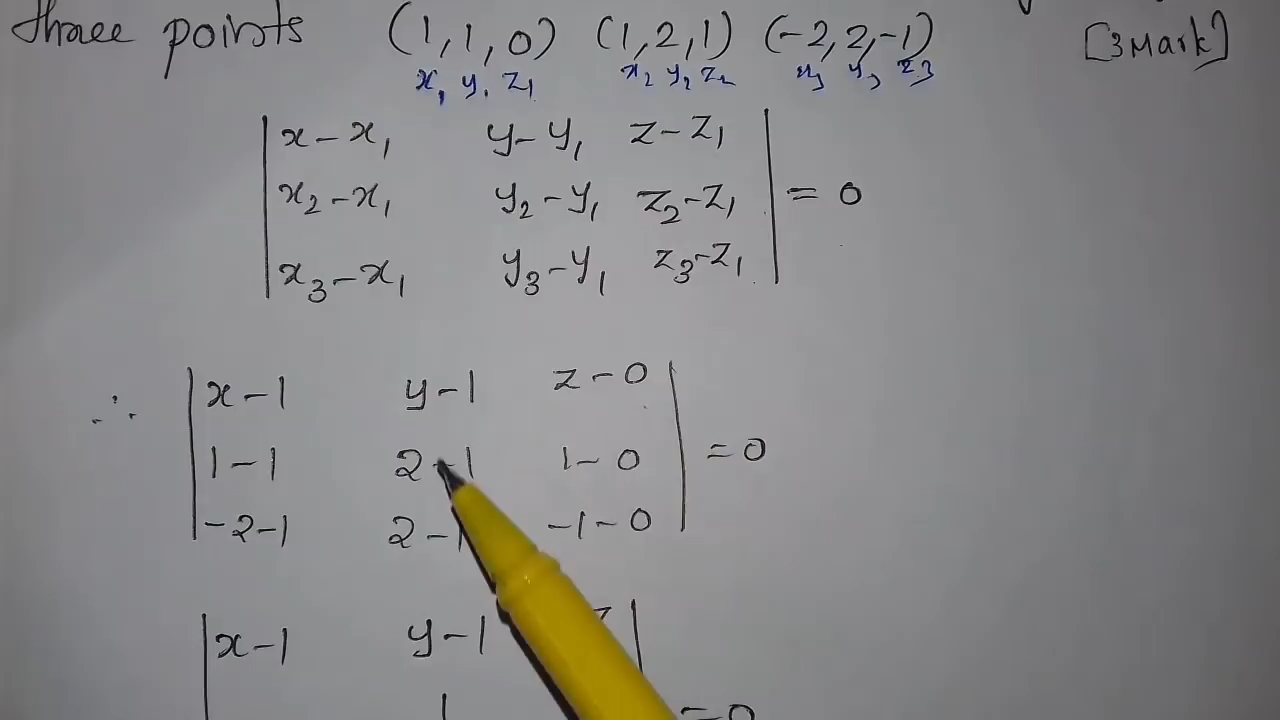 three points (1, 1, 0) (1, 2, 1) (-2, 2, -1) [3 Mark]
x₁ y₁ z₁ x₂ y₂ z₂ x₃ y₃ z₃
| x - x₁ y - y₁ z - z₁ |
| x₂ - x₁ y₂ - y₁ z₂ - z₁ | = 0
| x₃ - x₁ y₃ - y₁ z₃ - z₁ |
| x - 1 y - 1 z - 0 |
∴ | 1 - 1 2 - 1 1 - 0 | = 0
| -2 - 1 2 - 1 -1 - 0 |
| x - 1 y - 1 z |
1 = 0